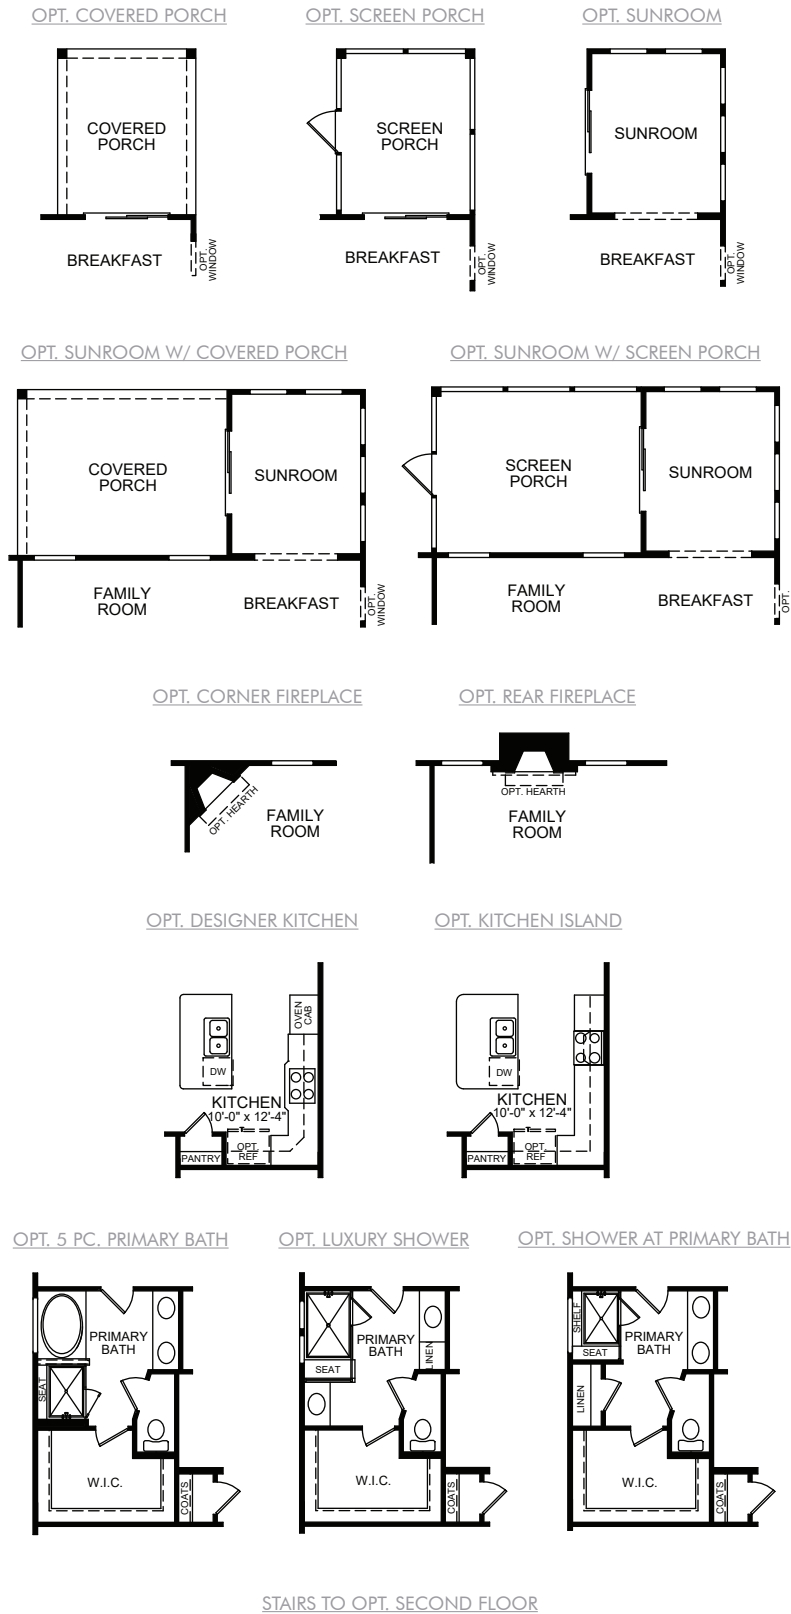 OPT. COVERED PORCH
OPT. SCREEN PORCH
OPT. SUNROOM
COVERED
PORCH
BREAKFAST
OPT.
WINDOW
SCREEN
PORCH
BREAKFAST
OPT.
WINDOW
SUNROOM
BREAKFAST
OPT.
WINDOW
OPT. SUNROOM W/ COVERED PORCH
OPT. SUNROOM W/ SCREEN PORCH
COVERED
PORCH
SUNROOM
FAMILY
ROOM
BREAKFAST
OPT.
WINDOW
SCREEN
PORCH
SUNROOM
FAMILY
ROOM
BREAKFAST
OPT.
OPT. CORNER FIREPLACE
OPT. REAR FIREPLACE
OPT. HEARTH
FAMILY
ROOM
OPT. HEARTH
FAMILY
ROOM
OPT. DESIGNER KITCHEN
OPT. KITCHEN ISLAND
OVEN
CAB
DW
KITCHEN
10'-0" x 12'-4"
OPT.
REF
PANTRY
DW
KITCHEN
10'-0" x 12'-4"
OPT.
REF
PANTRY
OPT. 5 PC. PRIMARY BATH
OPT. LUXURY SHOWER
OPT. SHOWER AT PRIMARY BATH
PRIMARY
BATH
SEAT
W.I.C.
COATS
PRIMARY
BATH
LINEN
SEAT
W.I.C.
COATS
SHELF
PRIMARY
BATH
SEAT
LINEN
W.I.C.
COATS
STAIRS TO OPT. SECOND FLOOR